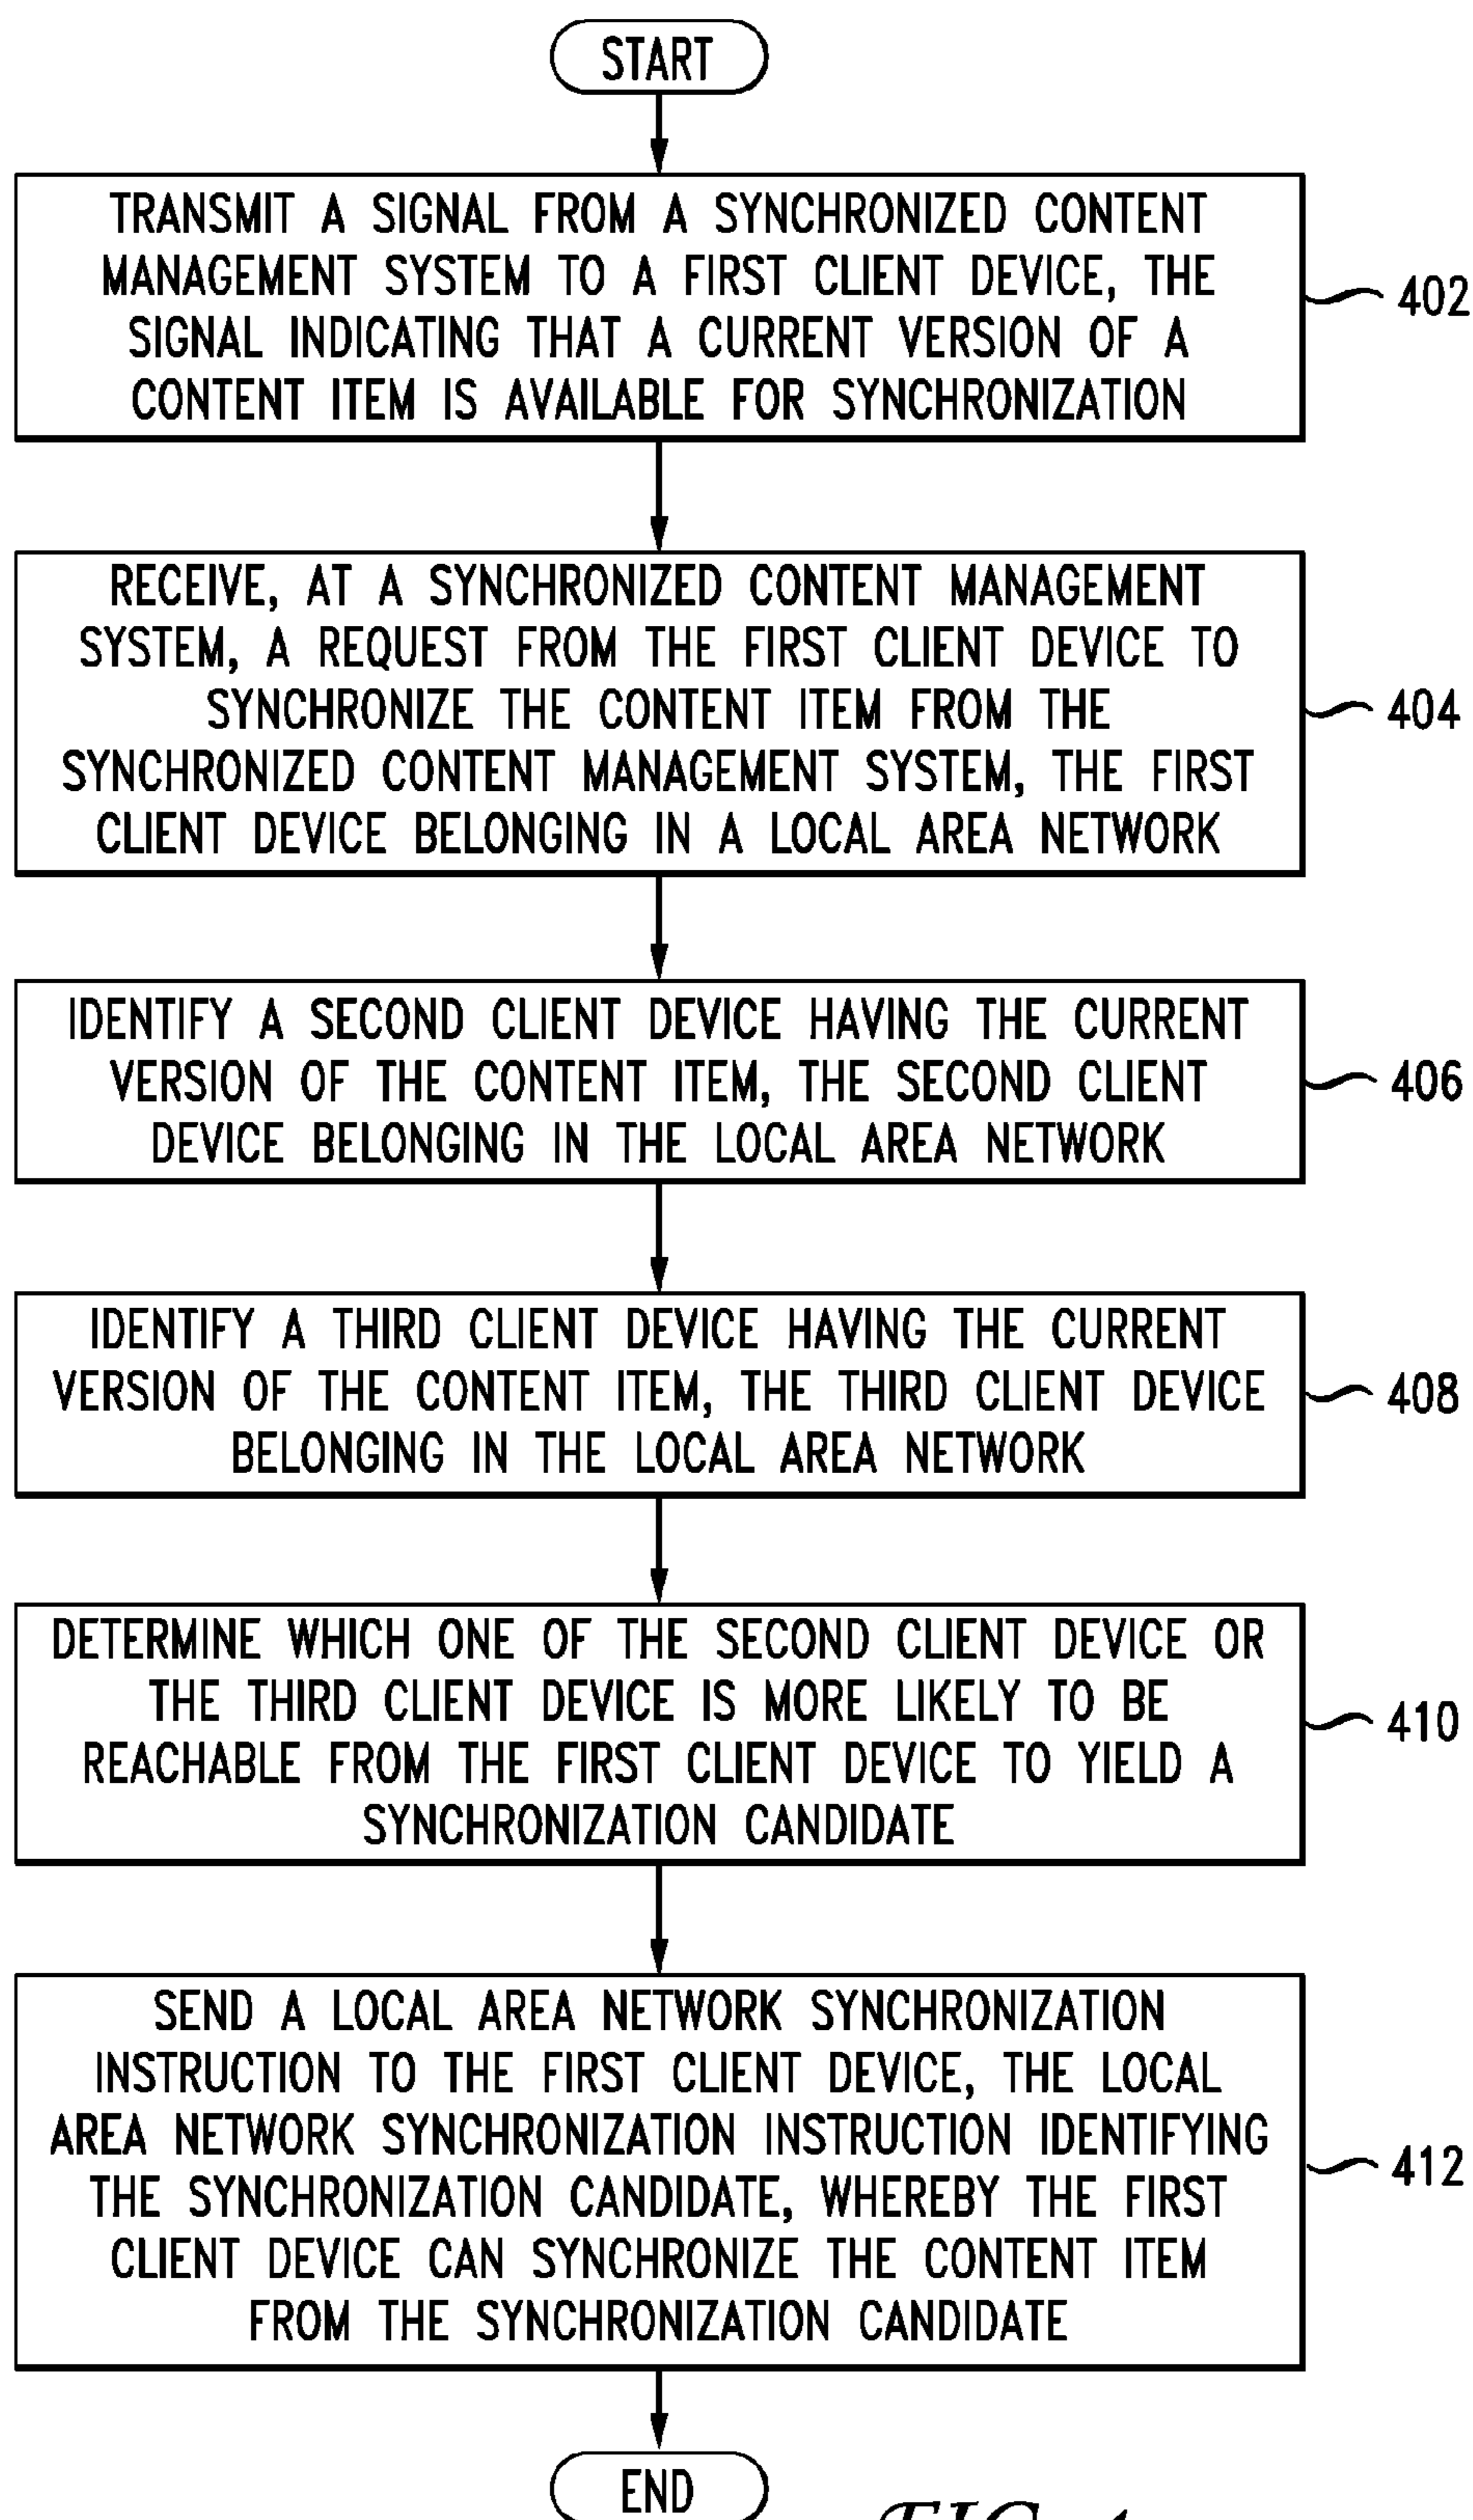 START
TRANSMIT A SIGNAL FROM A SYNCHRONIZED CONTENT
MANAGEMENT SYSTEM TO A FIRST CLIENT DEVICE, THE
SIGNAL INDICATING THAT A CURRENT VERSION OF A
CONTENT ITEM IS AVAILABLE FOR SYNCHRONIZATION
402
RECEIVE, AT A SYNCHRONIZED CONTENT MANAGEMENT
SYSTEM, A REQUEST FROM THE FIRST CLIENT DEVICE TO
SYNCHRONIZE THE CONTENT ITEM FROM THE
SYNCHRONIZED CONTENT MANAGEMENT SYSTEM, THE FIRST
CLIENT DEVICE BELONGING IN A LOCAL AREA NETWORK
404
IDENTIFY A SECOND CLIENT DEVICE HAVING THE CURRENT
VERSION OF THE CONTENT ITEM, THE SECOND CLIENT
DEVICE BELONGING IN THE LOCAL AREA NETWORK
406
IDENTIFY A THIRD CLIENT DEVICE HAVING THE CURRENT
VERSION OF THE CONTENT ITEM, THE THIRD CLIENT DEVICE
BELONGING IN THE LOCAL AREA NETWORK
408
DETERMINE WHICH ONE OF THE SECOND CLIENT DEVICE OR
THE THIRD CLIENT DEVICE IS MORE LIKELY TO BE
REACHABLE FROM THE FIRST CLIENT DEVICE TO YIELD A
SYNCHRONIZATION CANDIDATE
410
SEND A LOCAL AREA NETWORK SYNCHRONIZATION
INSTRUCTION TO THE FIRST CLIENT DEVICE, THE LOCAL
AREA NETWORK SYNCHRONIZATION INSTRUCTION IDENTIFYING
THE SYNCHRONIZATION CANDIDATE, WHEREBY THE FIRST
CLIENT DEVICE CAN SYNCHRONIZE THE CONTENT ITEM
FROM THE SYNCHRONIZATION CANDIDATE
412
END